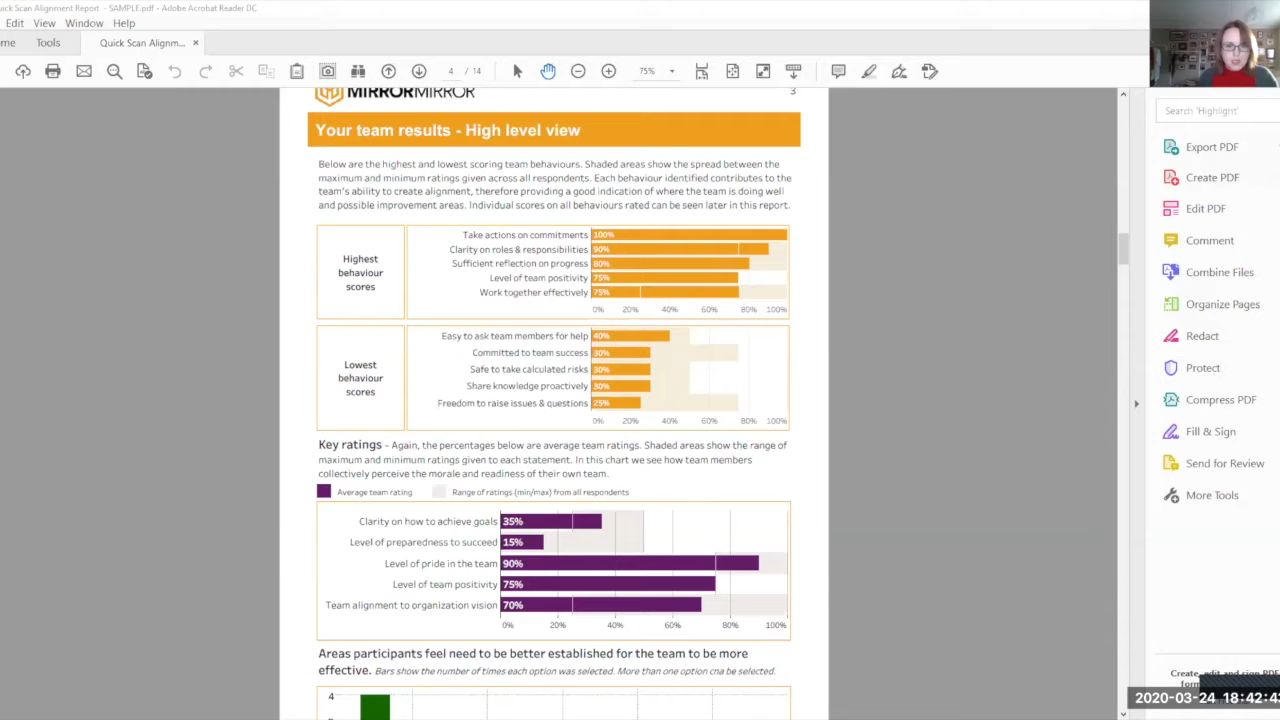 uick Scan Alignment Report - SAMPLE.pdf - Adobe Acrobat Reader DC
Edit View Window Help
me Tools Quick Scan Alignm... ×
4 / 14 75%
MIRRORMIRROR 3
Your team results - High level view
Below are the highest and lowest scoring team behaviours. Shaded areas show the spread between the
maximum and minimum ratings given across all respondents. Each behaviour identified contributes to the
team's ability to create alignment, therefore providing a good indication of where the team is doing well
and possible improvement areas. Individual scores on all behaviours rated can be seen later in this report.
Highest
behaviour
scores
Take actions on commitments 100%
Clarity on roles & responsibilities 90%
Sufficient reflection on progress 80%
Level of team positivity 75%
Work together effectively 75%
0% 20% 40% 60% 80% 100%
Lowest
behaviour
scores
Easy to ask team members for help 40%
Committed to team success 30%
Safe to take calculated risks 30%
Share knowledge proactively 30%
Freedom to raise issues & questions 25%
0% 20% 40% 60% 80% 100%
Key ratings - Again, the percentages below are average team ratings. Shaded areas show the range of
maximum and minimum ratings given to each statement. In this chart we see how team members
collectively perceive the morale and readiness of their own team.
Average team rating Range of ratings (min/max) from all respondents
Clarity on how to achieve goals 35%
Level of preparedness to succeed 15%
Level of pride in the team 90%
Level of team positivity 75%
Team alignment to organization vision 70%
0% 20% 40% 60% 80% 100%
Areas participants feel need to be better established for the team to be more
effective. Bars show the number of times each option was selected. More than one option cna be selected.
4
Search 'Highlight'
Export PDF
Create PDF
Edit PDF
Comment
Combine Files
Organize Pages
Redact
Protect
Compress PDF
Fill & Sign
Send for Review
More Tools
Create, edit and sign PDF
form
2020-03-24 18:42:4